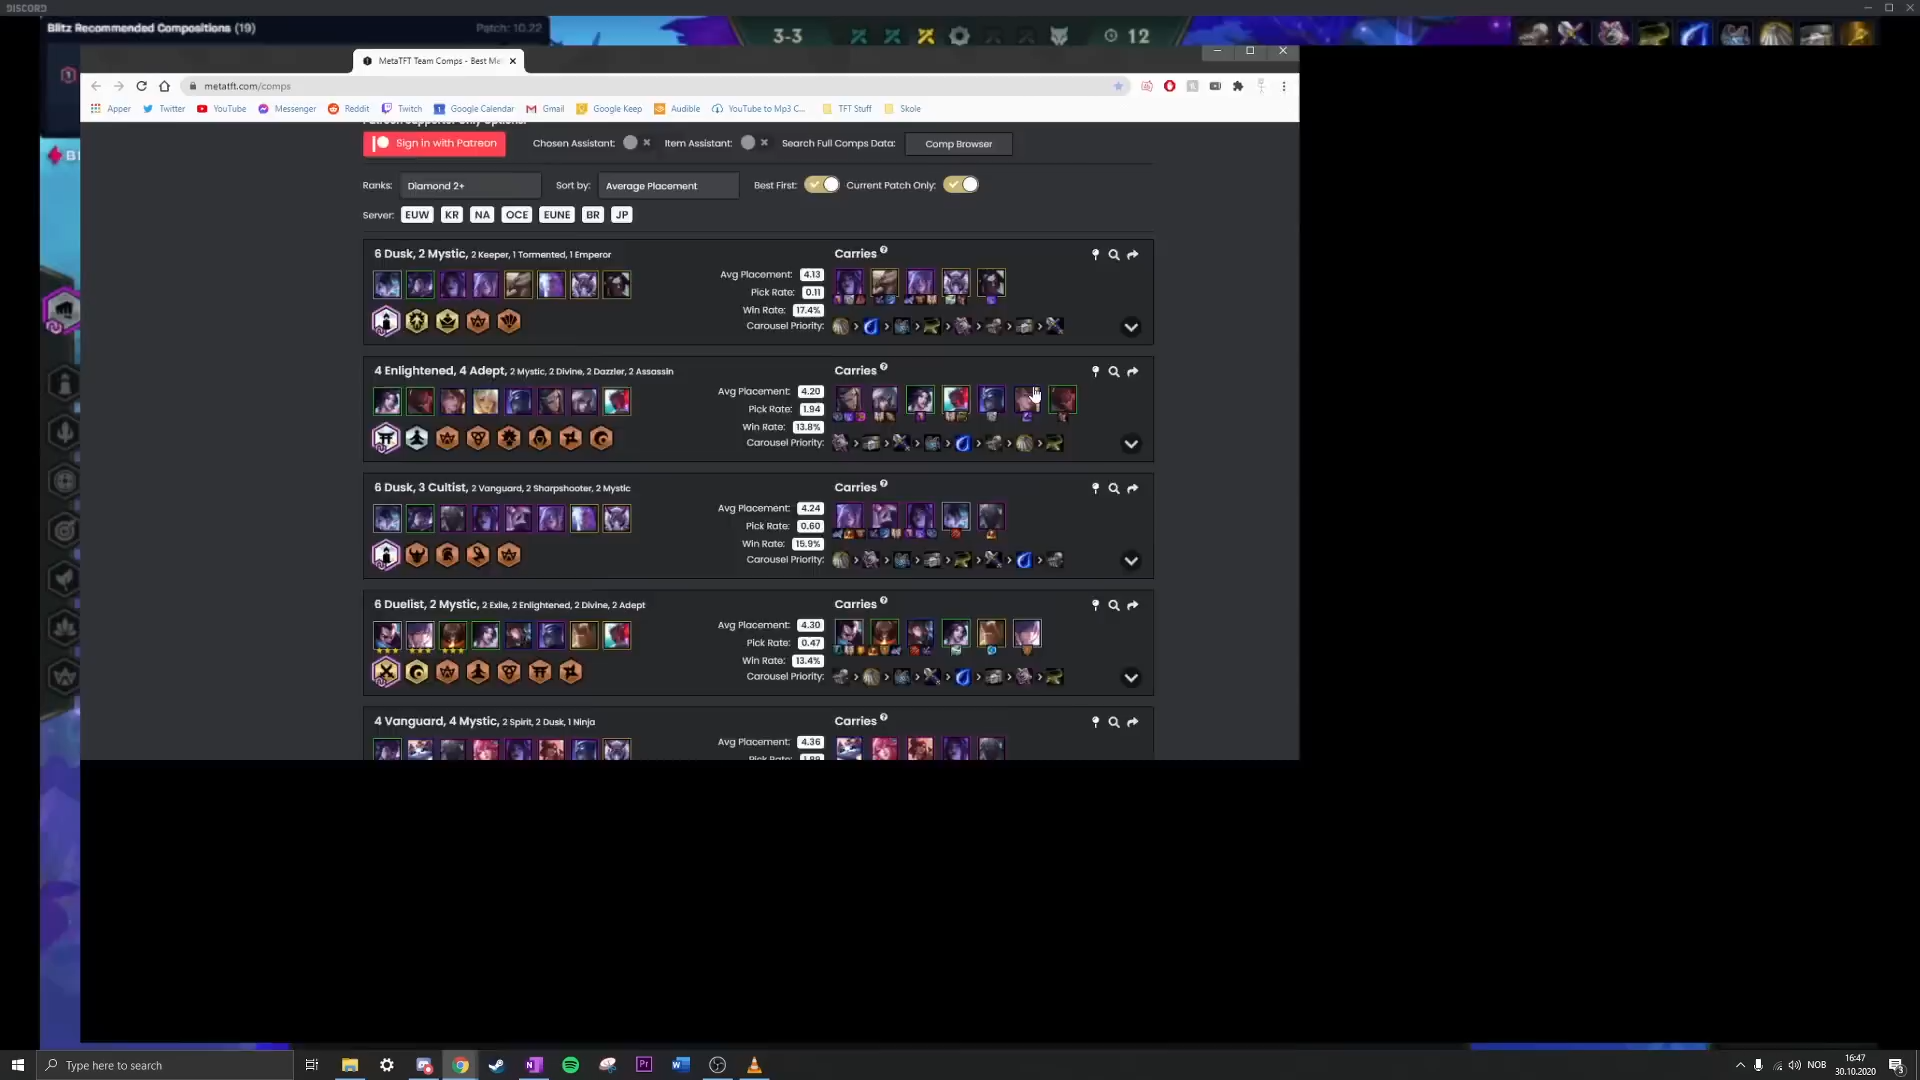 DISCORD
Blitz Recommended Compositions (19)
Patch: 10.22
3-3
12
MetaTFT Team Comps - Best Me
metatft.com/comps
Apper
Twitter
YouTube
Messenger
Reddit
Twitch
Google Calendar
Gmail
Google Keep
Audible
YouTube to Mp3 C...
TFT Stuff
Skole
Sign in with Patreon
Chosen Assistant:
Item Assistant:
Search Full Comps Data:
Comp Browser
Ranks:
Diamond 2+
Sort by:
Average Placement
Best First:
Current Patch Only:
Server:
EUW
KR
NA
OCE
EUNE
BR
JP
6 Dusk, 2 Mystic, 2 Keeper, 1 Tormented, 1 Emperor
Avg Placement: 4.13
Pick Rate: 0.11
Win Rate: 17.4%
Carousel Priority:
Carries
4 Enlightened, 4 Adept, 2 Mystic, 2 Divine, 2 Dazzler, 2 Assassin
Avg Placement: 4.20
Pick Rate: 1.94
Win Rate: 13.8%
Carousel Priority:
Carries
6 Dusk, 3 Cultist, 2 Vanguard, 2 Sharpshooter, 2 Mystic
Avg Placement: 4.24
Pick Rate: 0.60
Win Rate: 15.9%
Carousel Priority:
Carries
6 Duelist, 2 Mystic, 2 Exile, 2 Enlightened, 2 Divine, 2 Adept
Avg Placement: 4.30
Pick Rate: 0.47
Win Rate: 13.4%
Carousel Priority:
Carries
4 Vanguard, 4 Mystic, 2 Spirit, 2 Dusk, 1 Ninja
Avg Placement: 4.36
Carries
Type here to search
NOB
16:47
30.10.2020